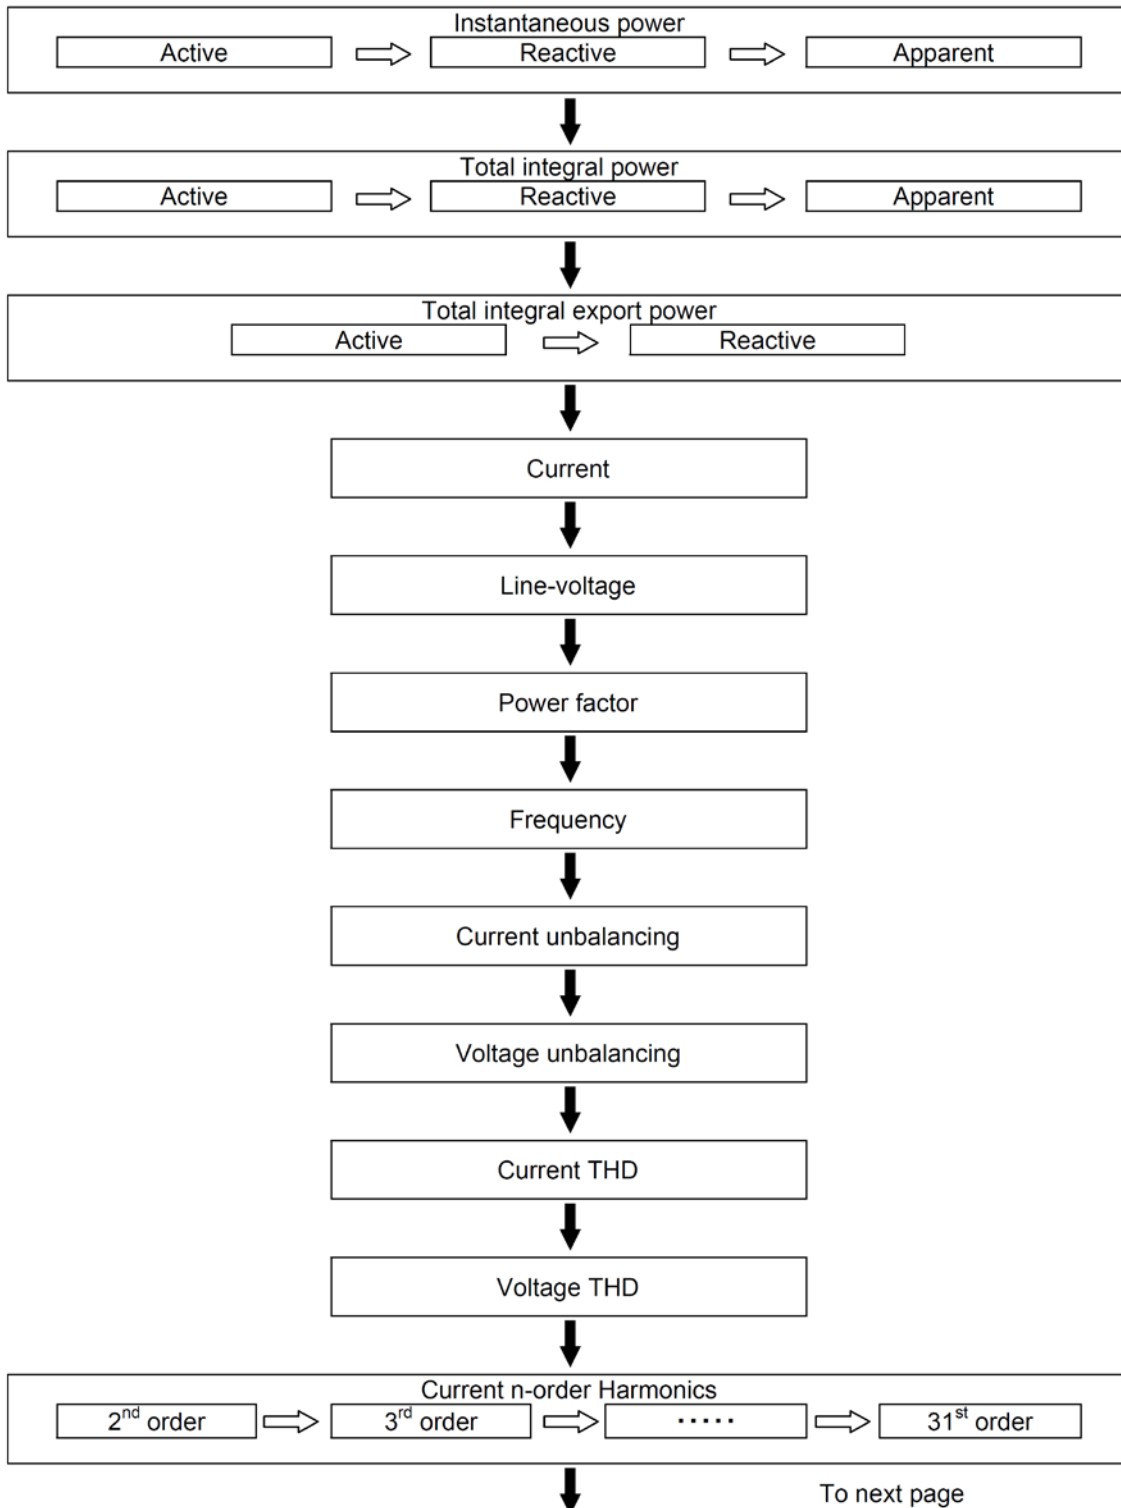 Instantaneous power
Active Reactive Apparent
Total integral power
Active Reactive Apparent
Total integral export power
Active Reactive
Current
Line-voltage
Power factor
Frequency
Current unbalancing
Voltage unbalancing
Current THD
Voltage THD
Current n-order Harmonics
2nd order 3rd order ····· 31st order
To next page